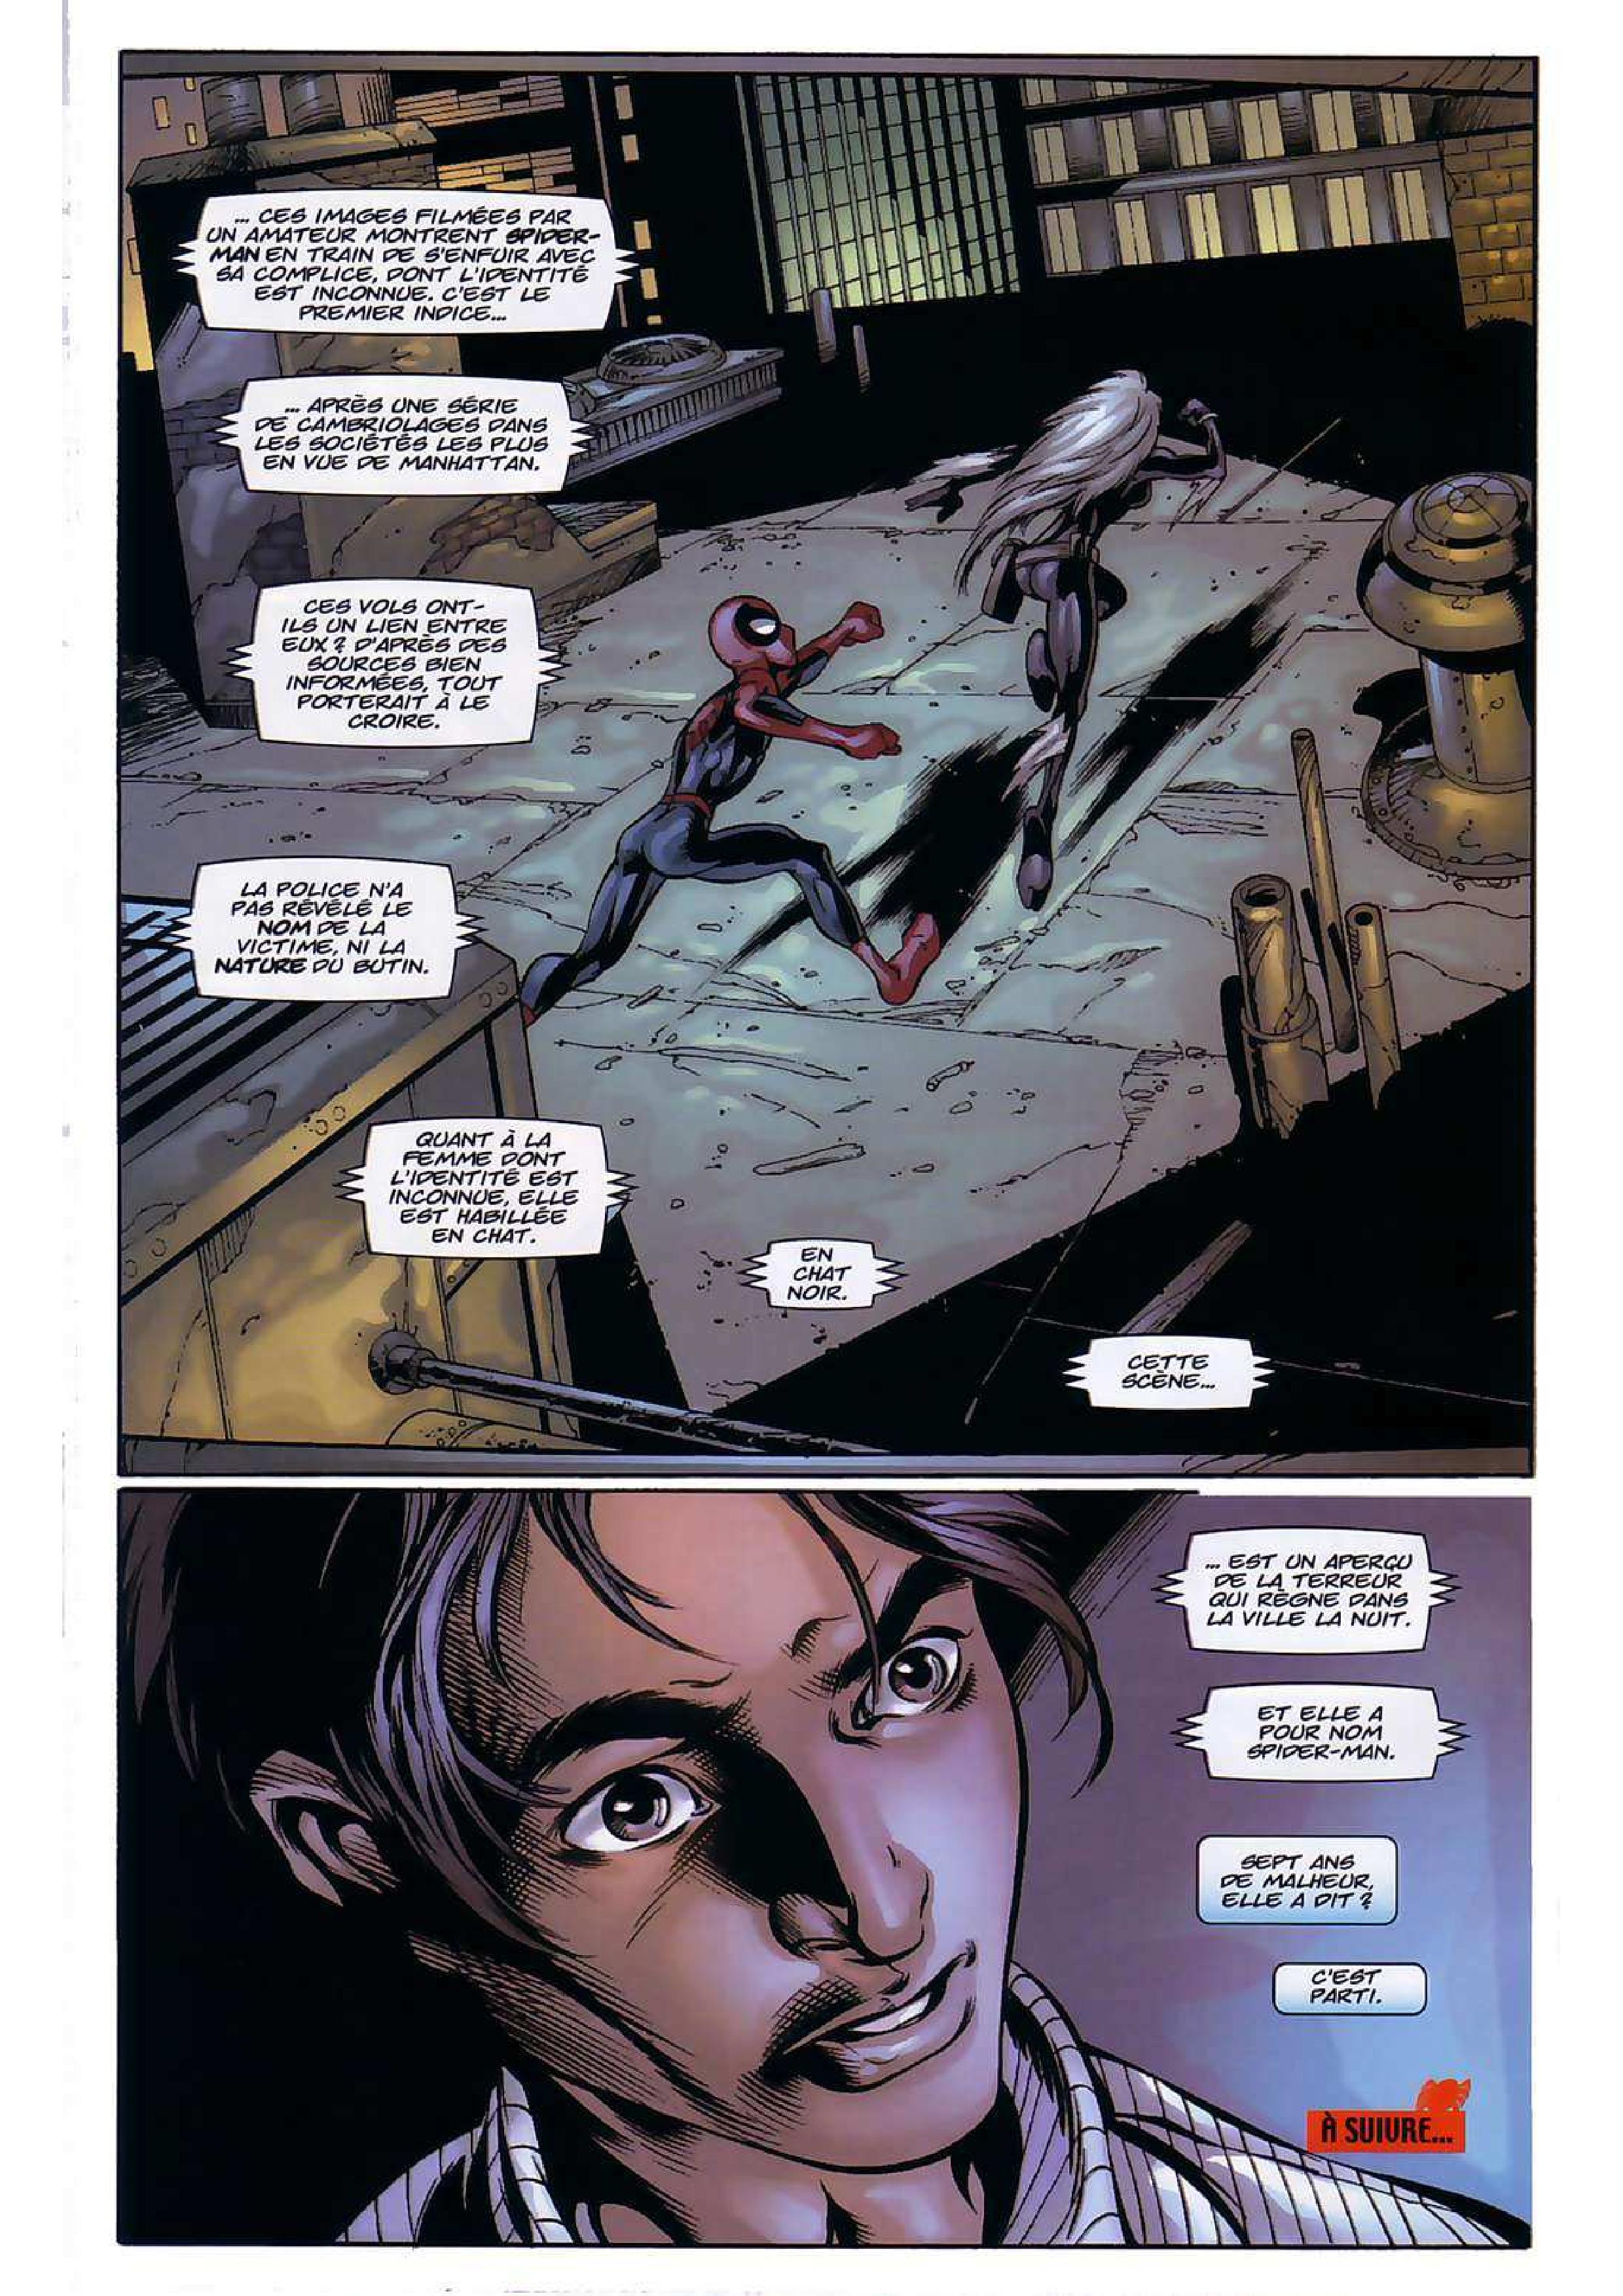 ... CES IMAGES FILMÉES PAR
UN AMATEUR MONTRENT SPIDER-
MAN EN TRAIN DE S'ENFUIR AVEC
SA COMPLICE, DONT L'IDENTITÉ
EST INCONNUE. C'EST LE
PREMIER INDICE...
... APRÈS UNE SÉRIE
DE CAMBRIOLAGES DANS
LES SOCIÉTÉS LES PLUS
EN VUE DE MANHATTAN.
CES VOLS ONT-
ILS UN LIEN ENTRE
EUX ? D'APRÈS DES
SOURCES BIEN
INFORMÉES, TOUT
PORTERAIT À LE
CROIRE.
LA POLICE N'A
PAS RÉVÉLÉ LE
NOM DE LA
VICTIME, NI LA
NATURE DU BUTIN.
QUANT À LA
FEMME DONT
L'IDENTITÉ EST
INCONNUE, ELLE
EST HABILLÉE
EN CHAT.
EN
CHAT
NOIR.
CETTE
SCÈNE...
... EST UN APERÇU
DE LA TERREUR
QUI RÈGNE DANS
LA VILLE LA NUIT.
ET ELLE A
POUR NOM
SPIDER-MAN.
SEPT ANS
DE MALHEUR,
ELLE A DIT ?
C'EST
PARTI.
À SUIVRE...